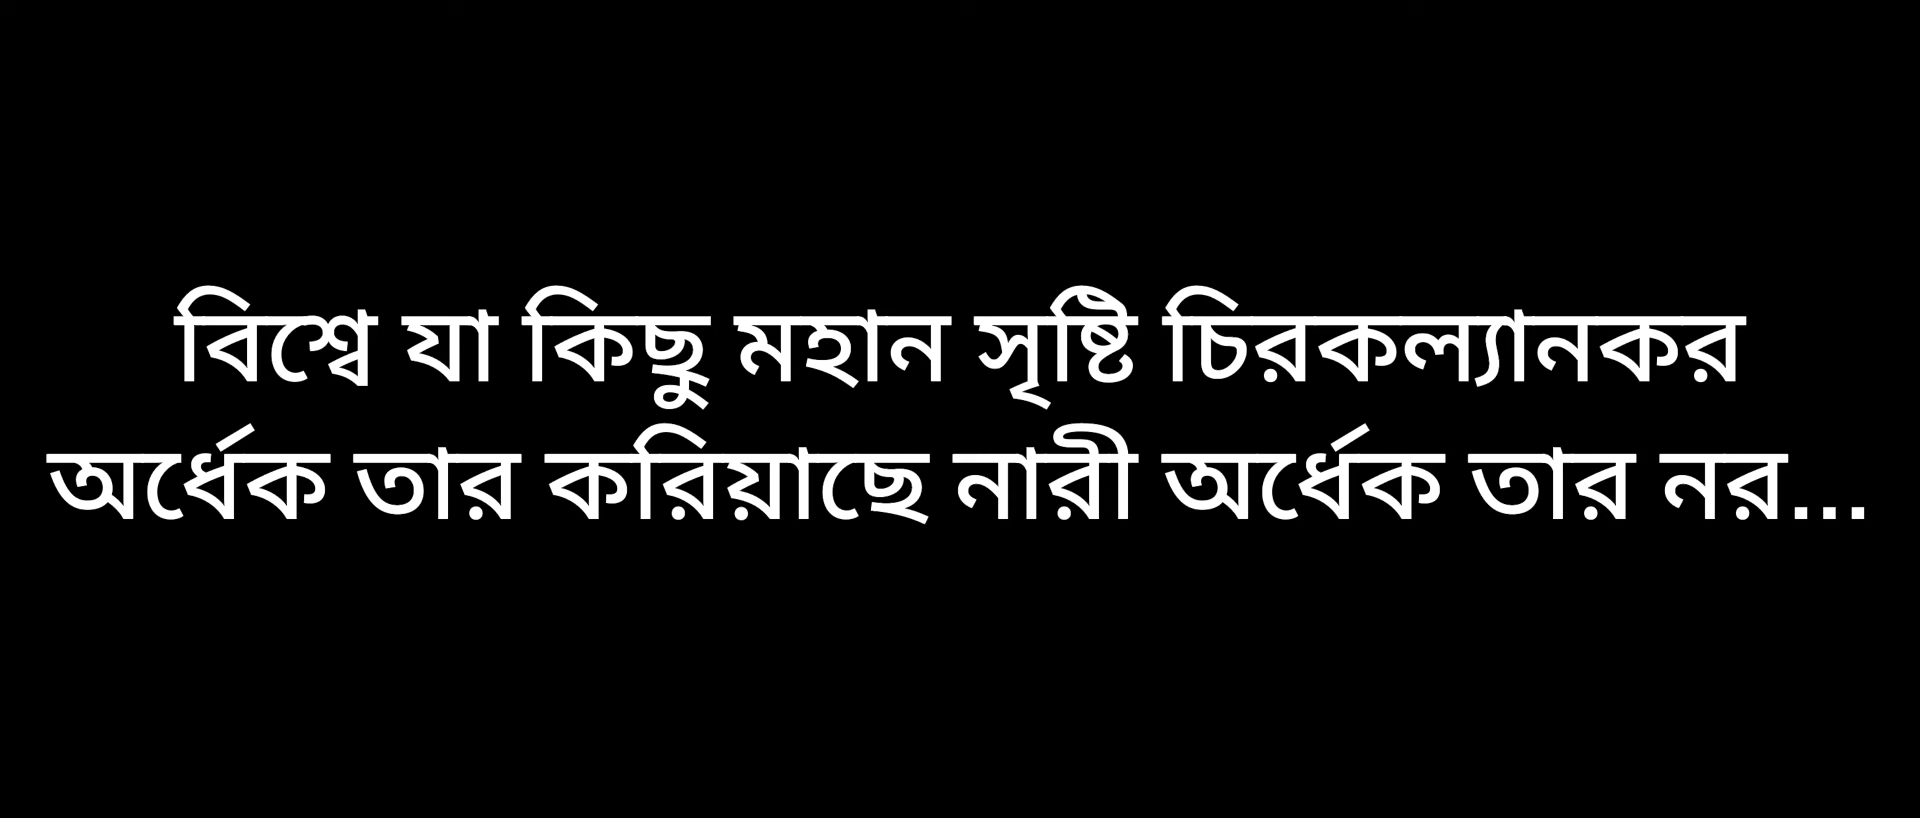 বিশ্বে যা কিছু মহান সৃষ্টি চিরকল্যানকর
অর্ধেক তার করিয়াছে নারী অর্ধেক তার নর...